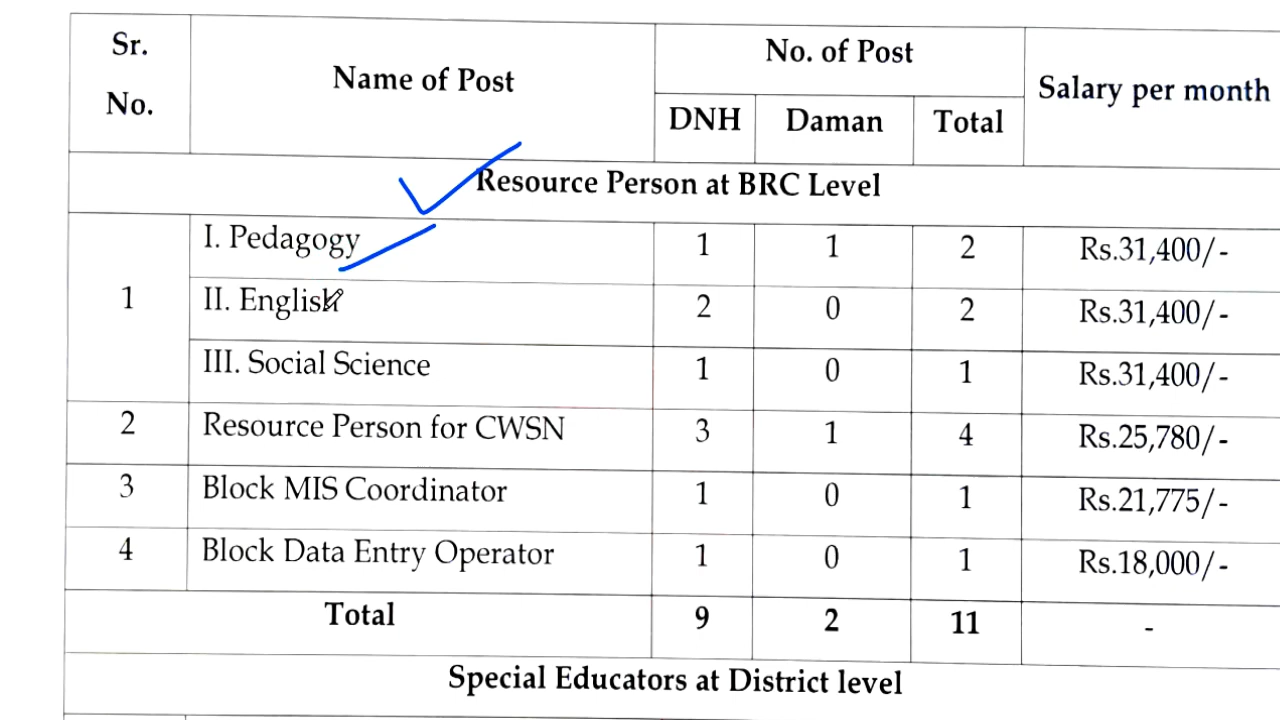 Sr. No. Name of Post No. of Post Salary per month
DNH Daman Total
Resource Person at BRC Level
1 I. Pedagogy 1 1 2 Rs.31,400/-
II. English 2 0 2 Rs.31,400/-
III. Social Science 1 0 1 Rs.31,400/-
2 Resource Person for CWSN 3 1 4 Rs.25,780/-
3 Block MIS Coordinator 1 0 1 Rs.21,775/-
4 Block Data Entry Operator 1 0 1 Rs.18,000/-
Total 9 2 11 -
Special Educators at District level